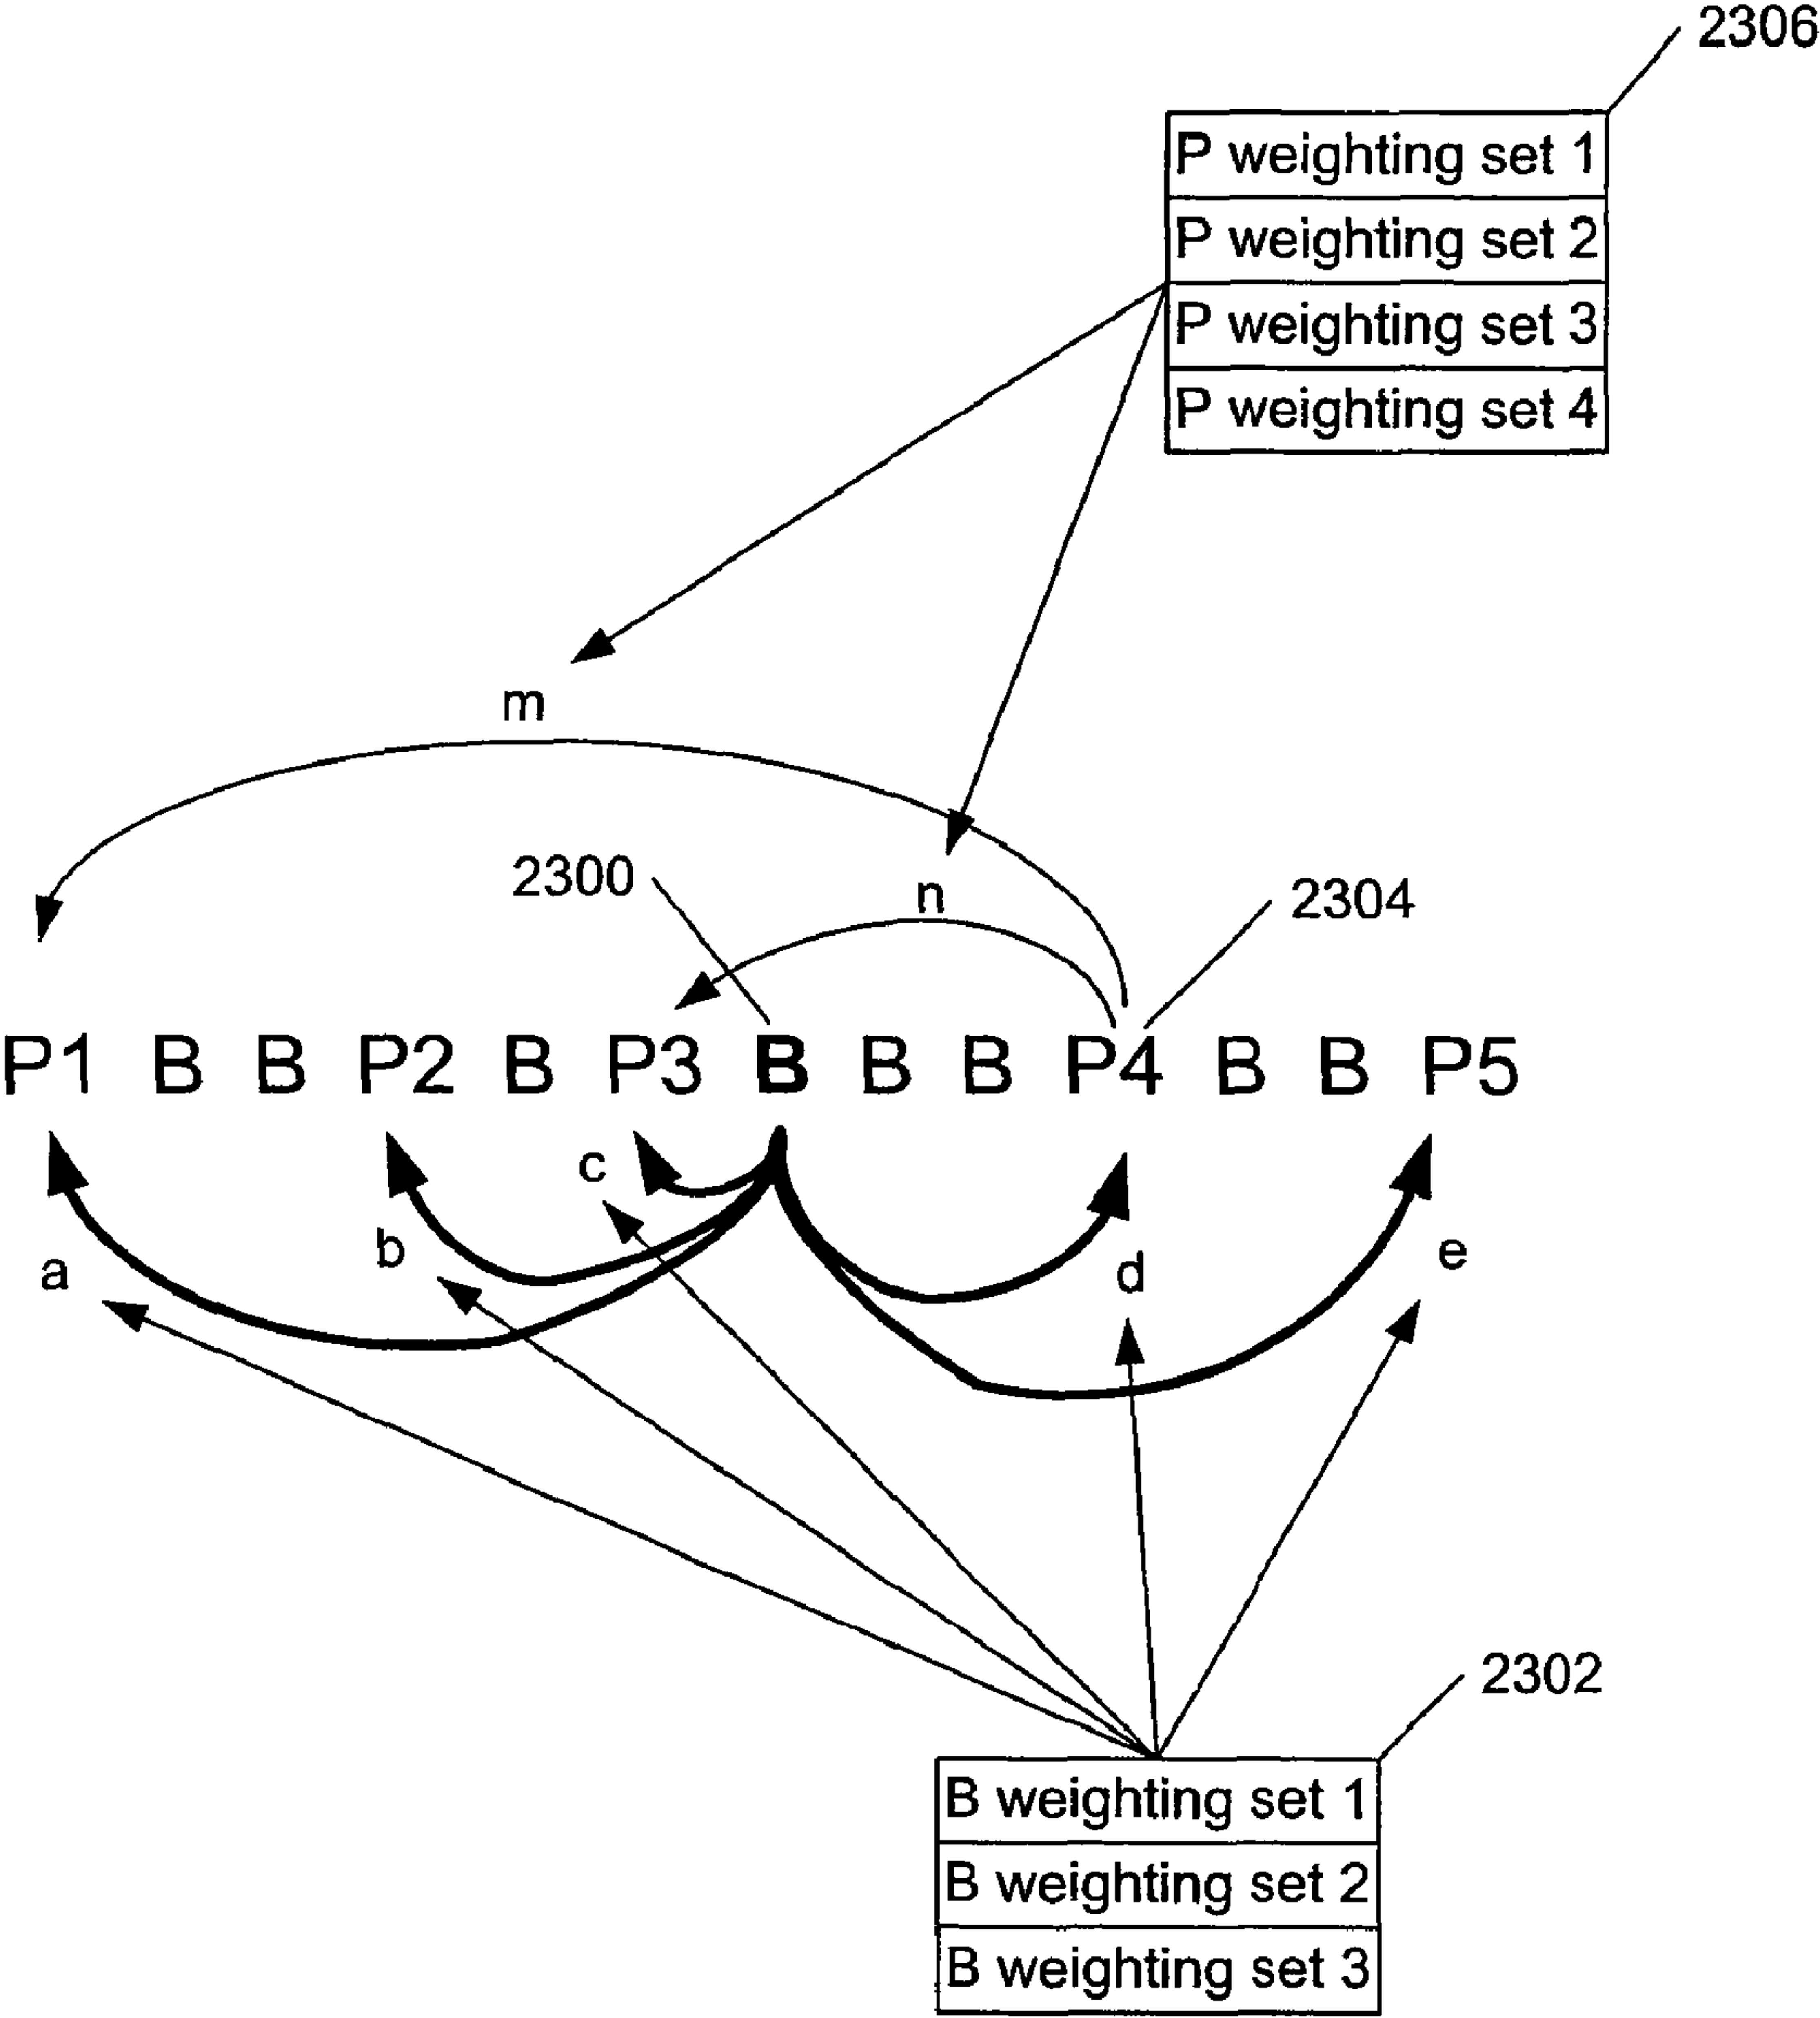 2306
P weighting set 1
P weighting set 2
P weighting set 3
P weighting set 4
m
2300
n
2304
P1 B B P2 B P3 B B B P4 B B P5
c
b
e
a
d
2302
B weighting set 1
B weighting set 2
B weighting set 3